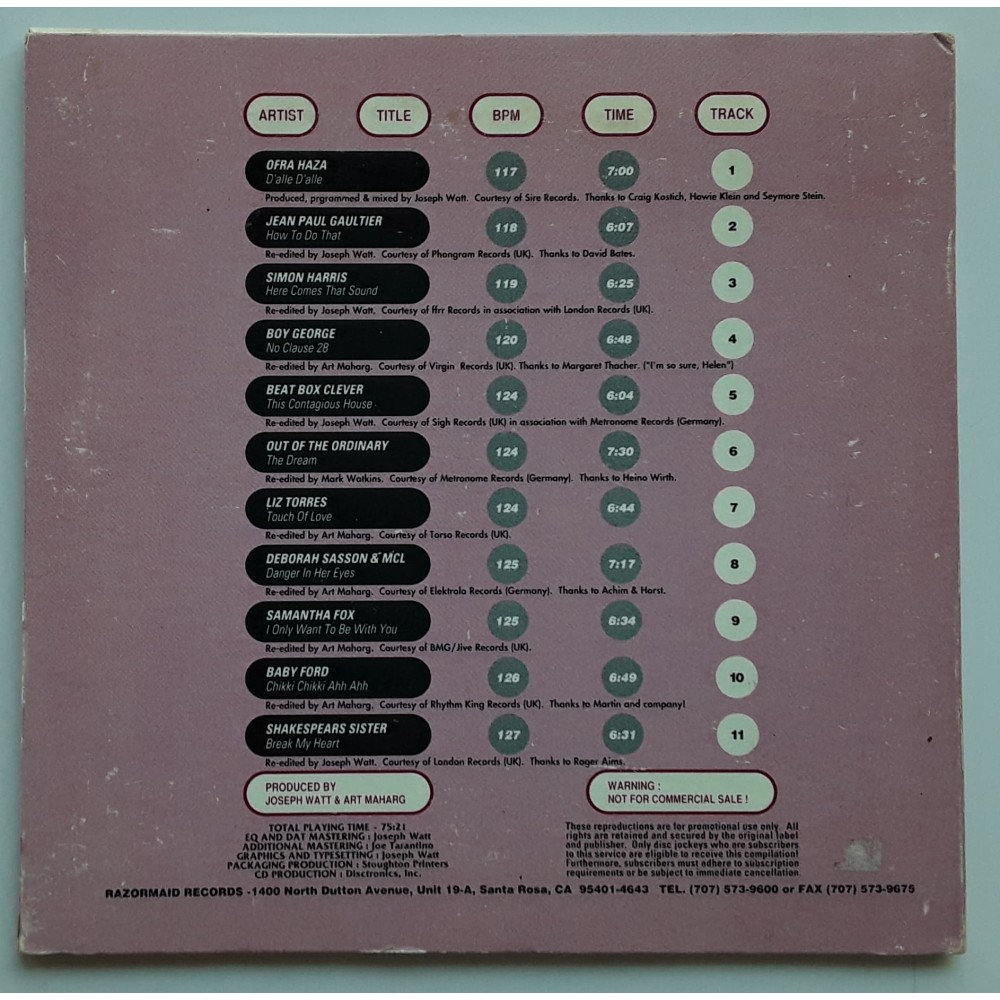 ARTIST TITLE BPM TIME TRACK
OFRA HAZA
D'alle D'alle 117 7:00 1
Produced, prgrammed & mixed by Joseph Watt. Courtesy of Sire Records. Thanks to Craig Kostich, Howie Klein and Seymore Stein.
JEAN PAUL GAULTIER
How To Do That 118 6:07 2
Re-edited by Joseph Watt. Courtesy of Phongram Records (UK). Thanks to David Bates.
SIMON HARRIS
Here Comes That Sound 119 6:25 3
Re-edited by Joseph Watt. Courtesy of ffrr Records in association with London Records (UK).
BOY GEORGE
No Clause 28 120 6:48 4
Re-edited by Art Maharg. Courtesy of Virgin Records (UK). Thanks to Margaret Thacher. ("I'm so sure, Helen")
BEAT BOX CLEVER
This Contagious House 124 6:04 5
Re-edited by Joseph Watt. Courtesy of Sigh Records (UK) in association with Metronome Records (Germany).
OUT OF THE ORDINARY
The Dream 124 7:30 6
Re-edited by Mark Watkins. Courtesy of Metronome Records (Germany). Thanks to Heino Wirth.
LIZ TORRES
Touch Of Love 124 6:44 7
Re-edited by Art Maharg. Courtesy of Torso Records (UK).
DEBORAH SASSON & MCL
Danger In Her Eyes 125 7:17 8
Re-edited by Art Maharg. Courtesy of Elektrola Records (Germany). Thanks to Achim & Horst.
SAMANTHA FOX
I Only Want To Be With You 125 6:34 9
Re-edited by Art Maharg. Courtesy of BMG/Jive Records (UK).
BABY FORD
Chikki Chikki Ahh Ahh 126 6:49 10
Re-edited by Art Maharg. Courtesy of Rhythm King Records (UK). Thanks to Martin and company!
SHAKESPEARS SISTER
Break My Heart 127 6:31 11
Re-edited by Joseph Watt. Courtesy of London Records (UK). Thanks to Roger Aims.
PRODUCED BY
JOSEPH WATT & ART MAHARG
WARNING :
NOT FOR COMMERCIAL SALE !
TOTAL PLAYING TIME - 75:21
EQ AND DAT MASTERING : Joseph Watt
ADDITIONAL MASTERING : Joe Tarantino
GRAPHICS AND TYPESETTING : Joseph Watt
PACKAGING PRODUCTION : Stoughton Printers
CD PRODUCTION : Disctronics, Inc.
These reproductions are for promotional use only. All
rights are retained and secured by the original label
and publisher. Only disc jockeys who are subscribers
to this service are eligible to receive this compilation!
Furthermore, subscribers must adhere to subscription
requirements or be subject to immediate cancellation.
RAZORMAID RECORDS - 1400 North Dutton Avenue, Unit 19-A, Santa Rosa, CA 95401-4643 TEL. (707) 573-9600 or FAX (707) 573-9675